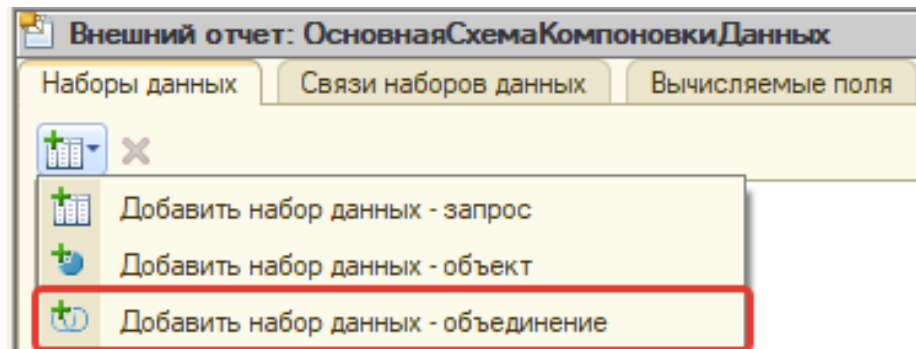 Внешний отчет: ОсновнаяСхемаКомпоновкиДанных
Наборы данных Связи наборов данных Вычисляемые поля
Добавить набор данных - запрос
Добавить набор данных - объект
Добавить набор данных - объединение